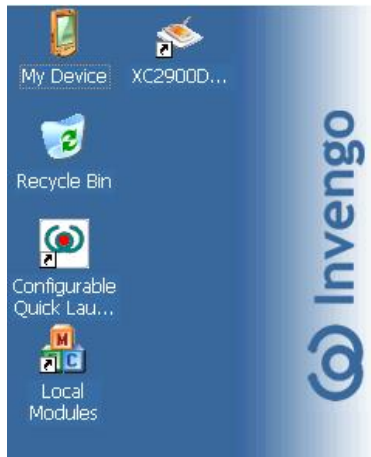 My Device
XC2900D...
Recycle Bin
Configurable
Quick Lau...
M
C
Local
Modules
Invengo